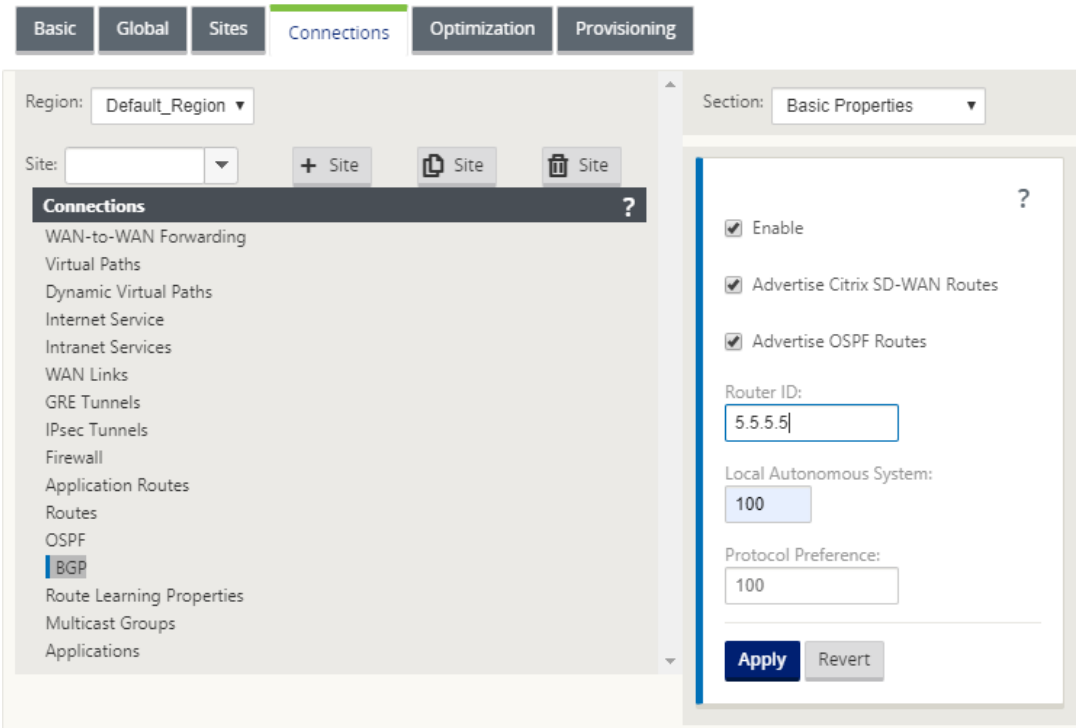 Basic Global Sites Connections Optimization Provisioning
Region: Default_Region
Site: + Site Site Site
Connections ?
WAN-to-WAN Forwarding
Virtual Paths
Dynamic Virtual Paths
Internet Service
Intranet Services
WAN Links
GRE Tunnels
IPsec Tunnels
Firewall
Application Routes
Routes
OSPF
BGP
Route Learning Properties
Multicast Groups
Applications
Section: Basic Properties
?
Enable
Advertise Citrix SD-WAN Routes
Advertise OSPF Routes
Router ID:
5.5.5.5
Local Autonomous System:
100
Protocol Preference:
100
Apply Revert